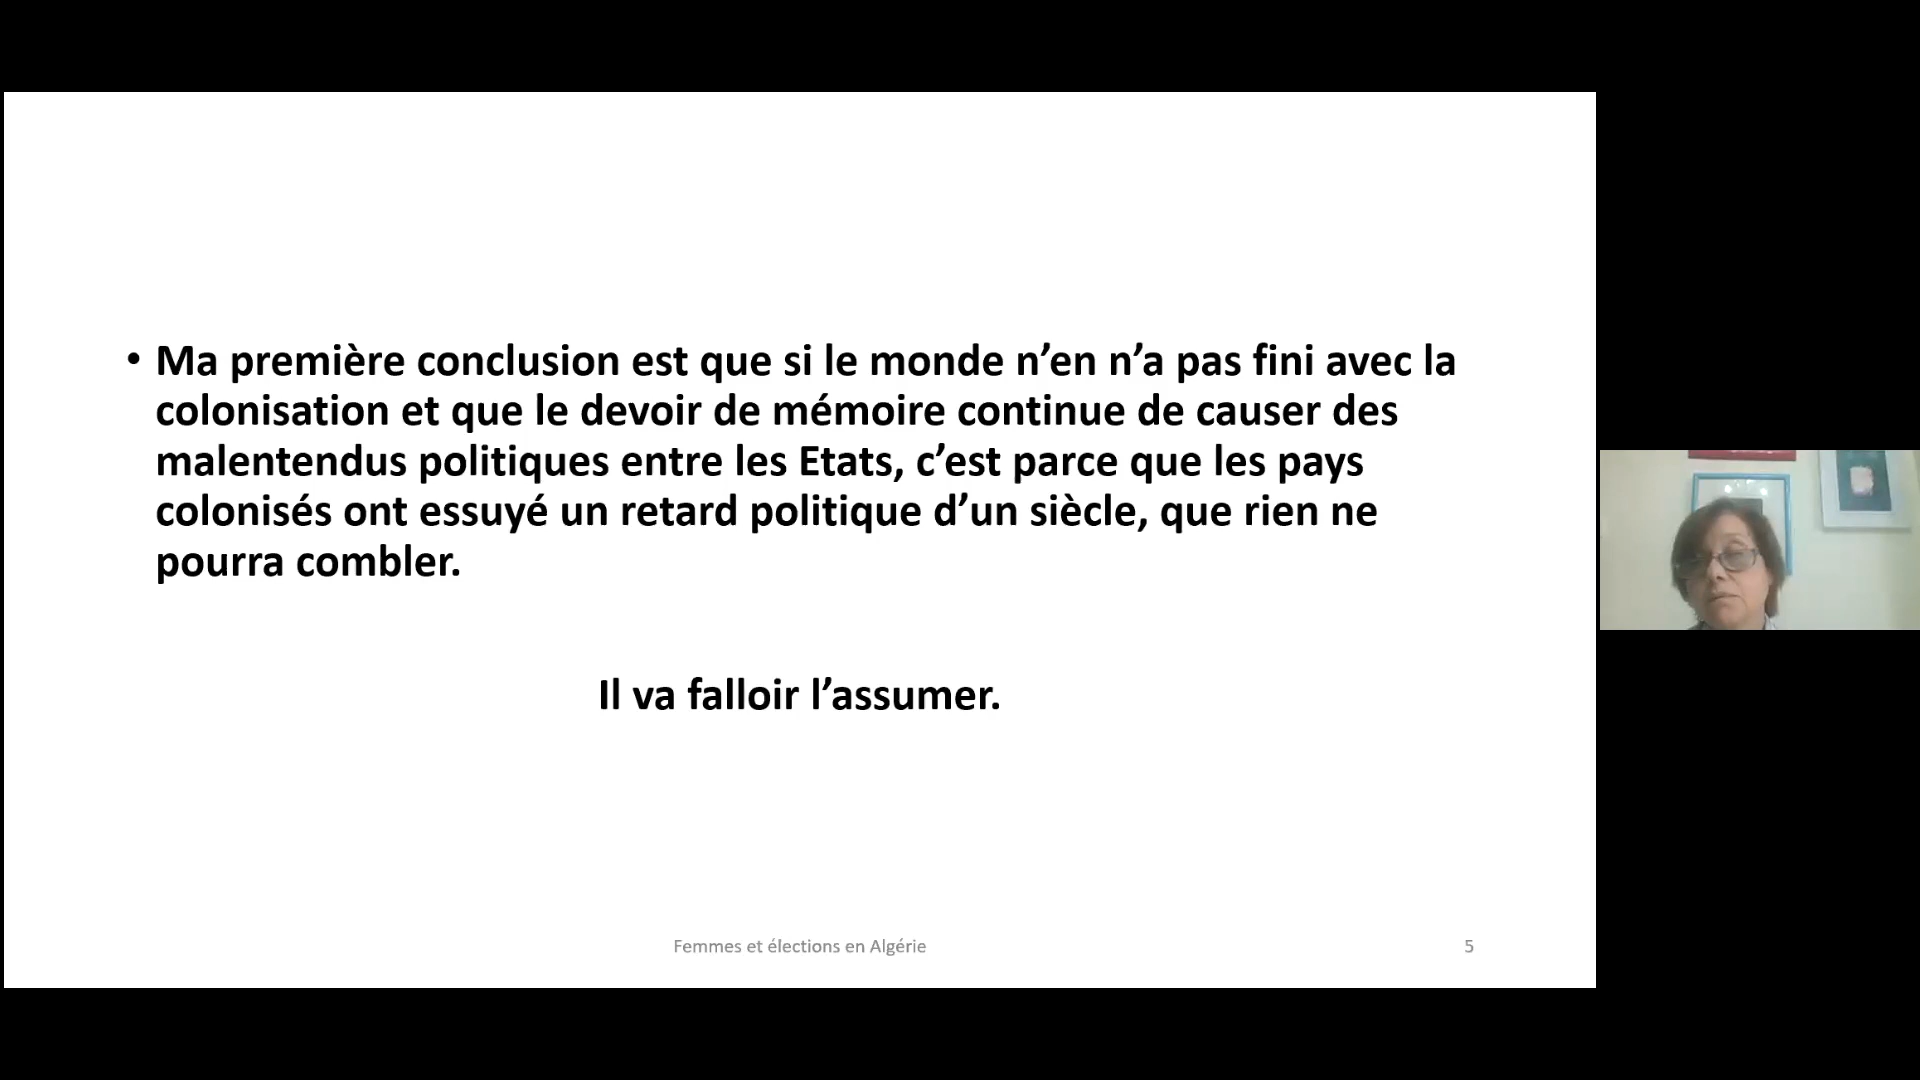 • Ma première conclusion est que si le monde n’en n’a pas fini avec la
colonisation et que le devoir de mémoire continue de causer des
malentendus politiques entre les Etats, c’est parce que les pays
colonisés ont essuyé un retard politique d’un siècle, que rien ne
pourra combler.
Il va falloir l’assumer.
Femmes et élections en Algérie
5